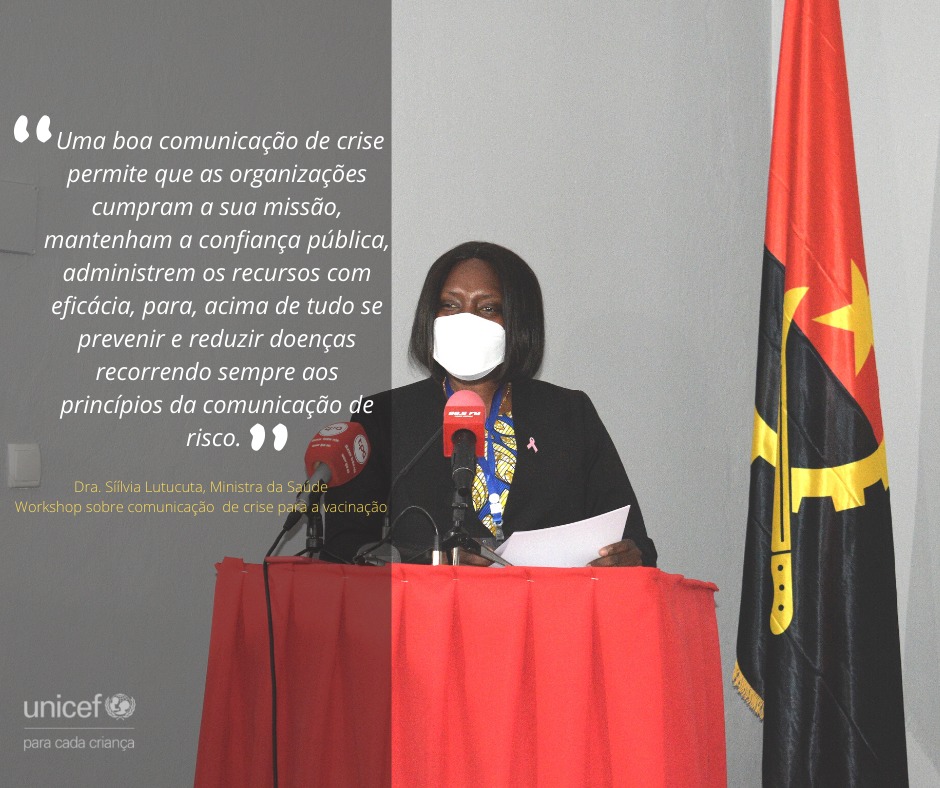 Uma boa comunicação de crise
permite que as organizações
cumpram a sua missão,
mantenham a confiança pública,
administrem os recursos com
eficácia, para, acima de tudo se
prevenir e reduzir doenças
recorrendo sempre aos
princípios da comunicação de
risco.
Dra. Síílvia Lutucuta, Ministra da Saúde
Workshop sobre comunicação  de crise para a vacinação
unicef
para cada criança